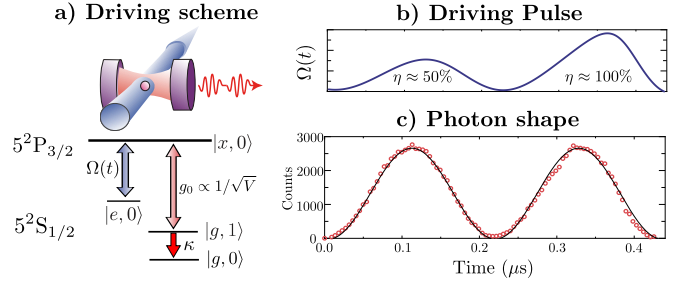 a) Driving scheme
5²P₃/₂
|x, 0⟩
Ω(t)
g₀ ∝ 1/√V
|e, 0⟩
5²S₁/₂
|g, 1⟩
κ
|g, 0⟩
b) Driving Pulse
Ω(t)
η ≈ 50%
η ≈ 100%
c) Photon shape
Counts
3000
2000
1000
0
0.0 0.1 0.2 0.3 0.4
Time (μs)